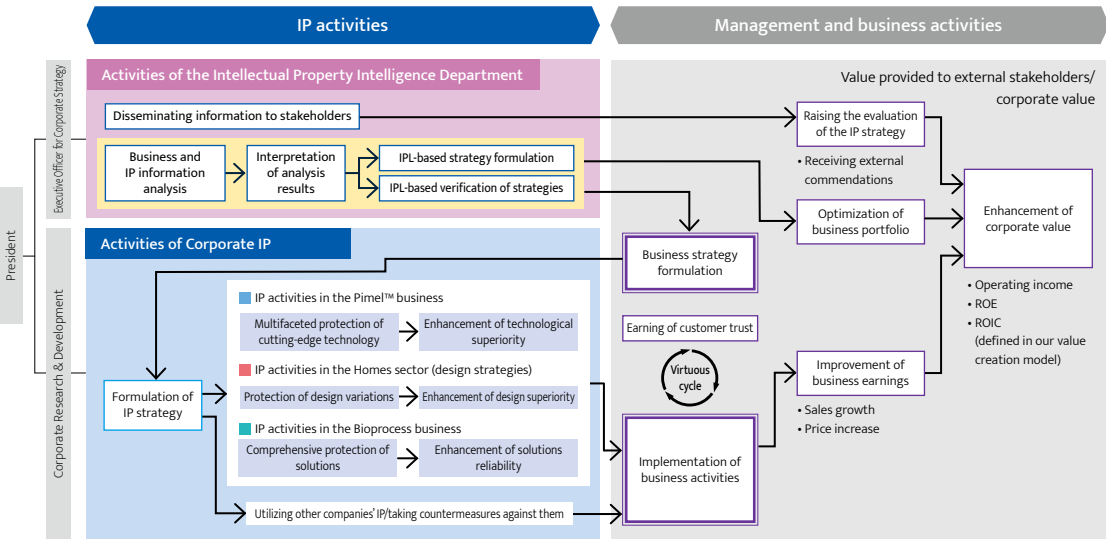 IP activities
Management and business activities
President
Executive Officer for Corporate Strategy
Corporate Research & Development
Activities of the Intellectual Property Intelligence Department
Disseminating information to stakeholders
Business and
IP information
analysis
Interpretation
of analysis
results
IPL-based strategy formulation
IPL-based verification of strategies
Activities of Corporate IP
Formulation of
IP strategy
IP activities in the Pimel™ business
Multifaceted protection of
cutting-edge technology
Enhancement of technological
superiority
IP activities in the Homes sector (design strategies)
Protection of design variations
Enhancement of design superiority
IP activities in the Bioprocess business
Comprehensive protection of
solutions
Enhancement of solutions
reliability
Utilizing other companies' IP/taking countermeasures against them
Value provided to external stakeholders/
corporate value
Raising the evaluation
of the IP strategy
• Receiving external
commendations
Optimization of
business portfolio
Business strategy
formulation
Earning of customer trust
Virtuous
cycle
Implementation of
business activities
Improvement of
business earnings
• Sales growth
• Price increase
Enhancement of
corporate value
• Operating income
• ROE
• ROIC
(defined in our value
creation model)